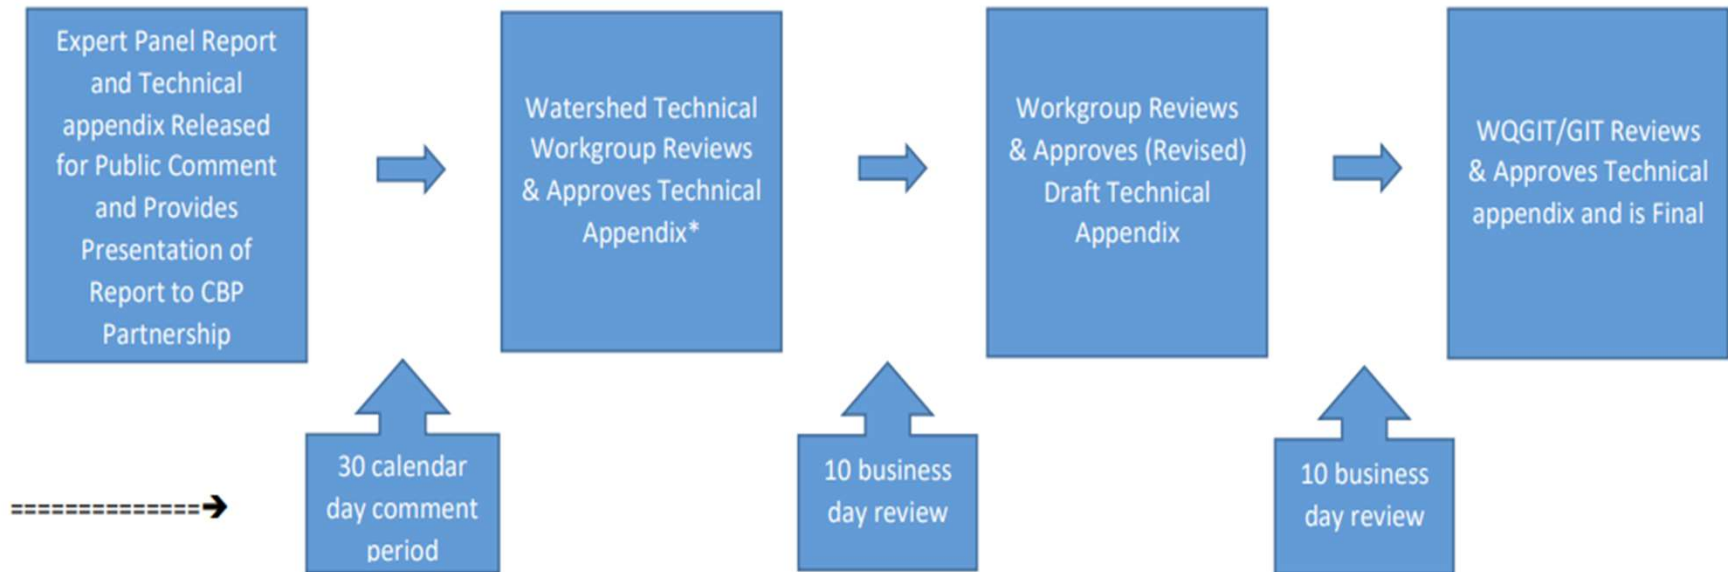 Expert Panel Report
and Technical
appendix Released
for Public Comment
and Provides
Presentation of
Report to CBP
Partnership
Watershed Technical
Workgroup Reviews
& Approves Technical
Appendix*
Workgroup Reviews
& Approves (Revised)
Draft Technical
Appendix
WQGIT/GIT Reviews
& Approves Technical
appendix and is Final
30 calendar
day comment
period
10 business
day review
10 business
day review